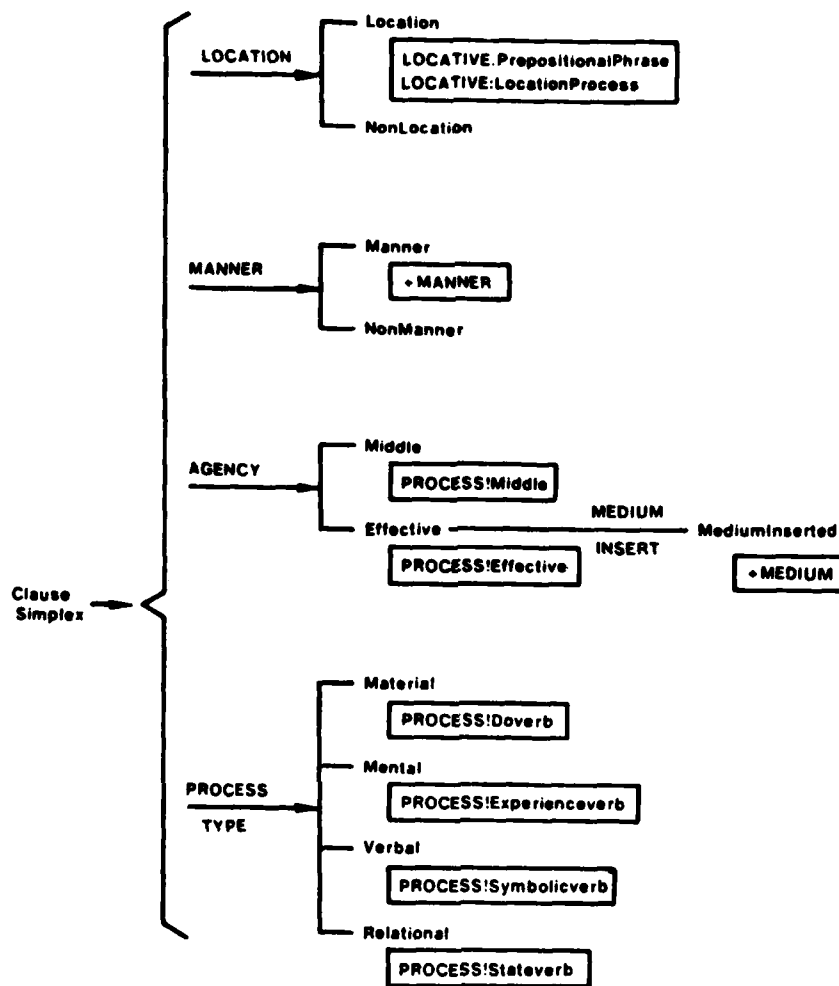 Location
LOCATION
LOCATIVE.PrepositionalPhrase
LOCATIVE:LocationProcess
NonLocation
Manner
MANNER
+MANNER
NonManner
Middle
AGENCY
PROCESS!Middle
MEDIUM
Effective
MediumInserted
INSERT
PROCESS!Effective
+MEDIUM
Clause
Simplex
Material
PROCESS!Doverb
Mental
PROCESS
PROCESS!Experienceverb
TYPE
Verbal
PROCESS!Symbolicverb
Relational
PROCESS!Stateverb